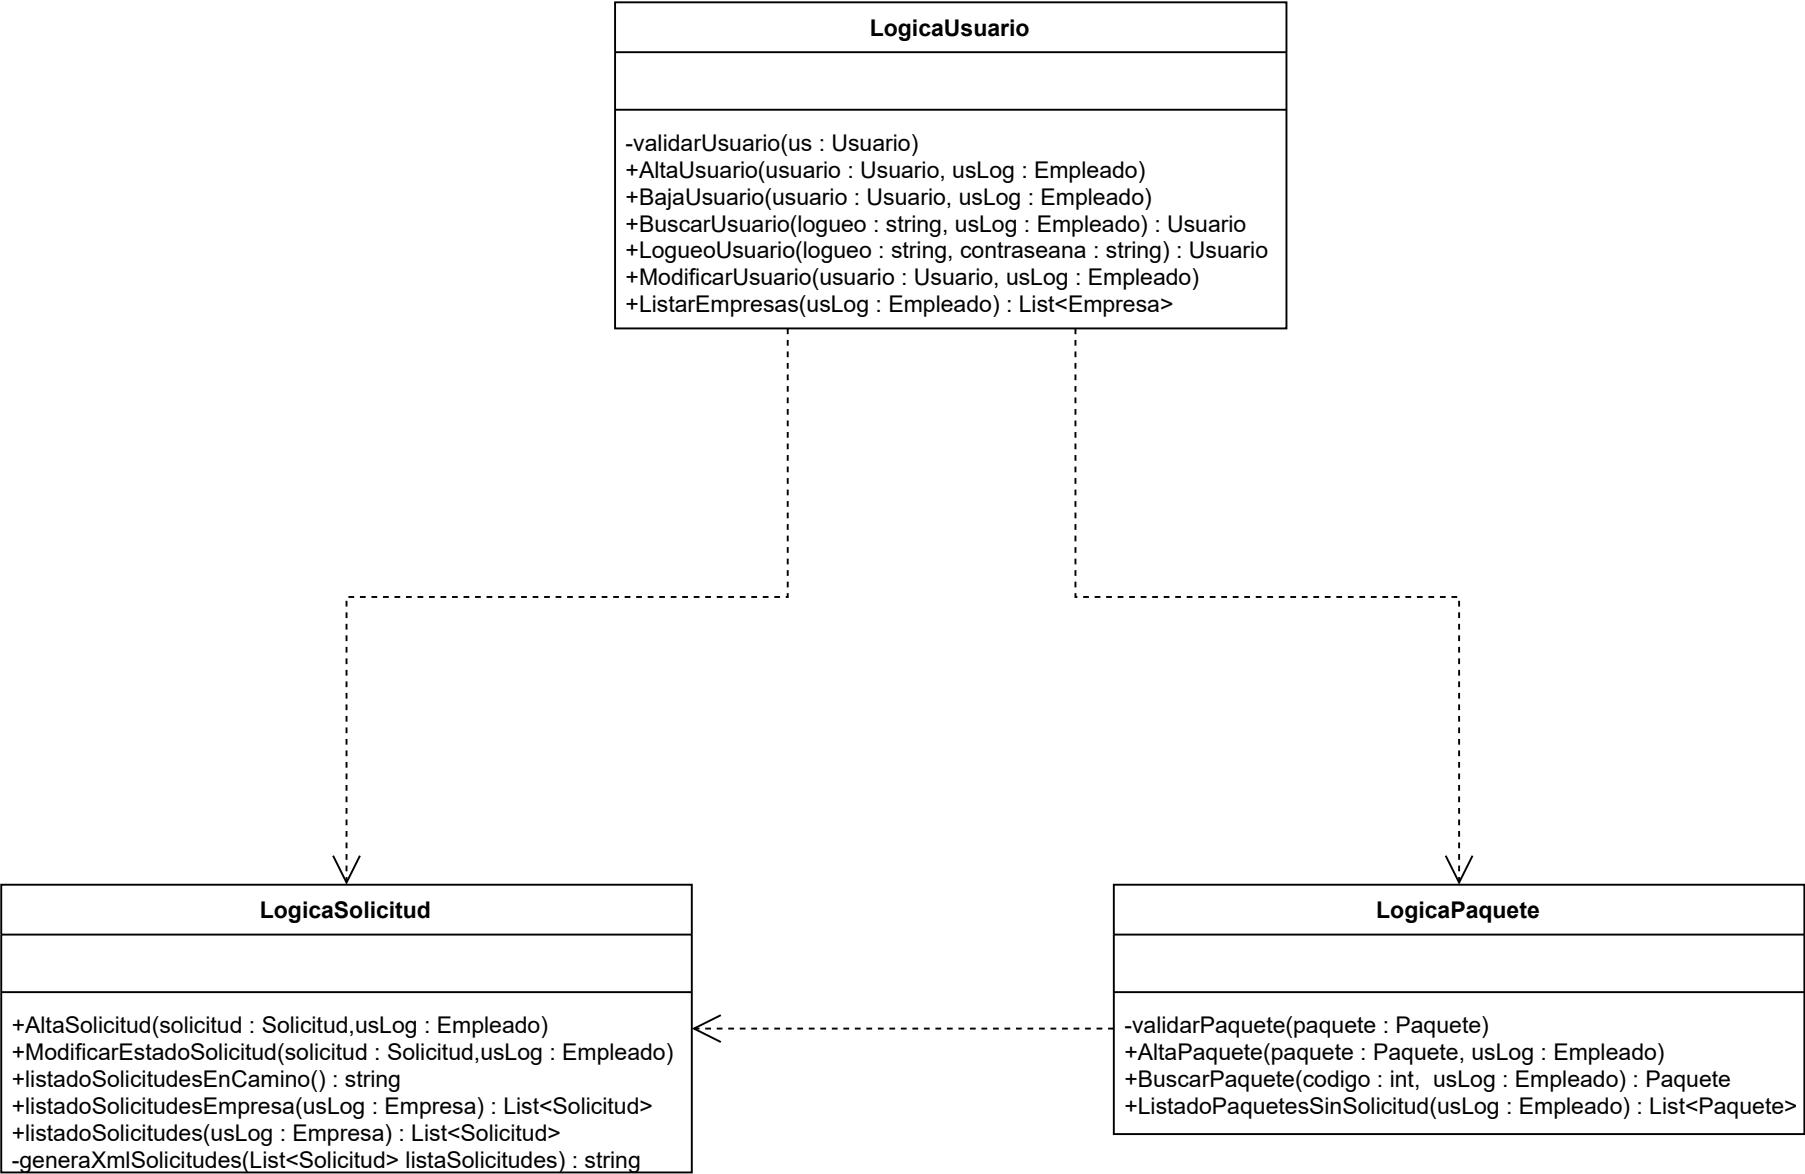 LogicaUsuario
-validarUsuario(us : Usuario)
+AltaUsuario(usuario : Usuario, usLog : Empleado)
+BajaUsuario(usuario : Usuario, usLog : Empleado)
+BuscarUsuario(logueo : string, usLog : Empleado) : Usuario
+LogueoUsuario(logueo : string, contraseana : string) : Usuario
+ModificarUsuario(usuario : Usuario, usLog : Empleado)
+ListarEmpresas(usLog : Empleado) : List<Empresa>
LogicaSolicitud
+AltaSolicitud(solicitud : Solicitud,usLog : Empleado)
+ModificarEstadoSolicitud(solicitud : Solicitud,usLog : Empleado)
+listadoSolicitudesEnCamino() : string
+listadoSolicitudesEmpresa(usLog : Empresa) : List<Solicitud>
+listadoSolicitudes(usLog : Empresa) : List<Solicitud>
-generaXmlSolicitudes(List<Solicitud> listaSolicitudes) : string
LogicaPaquete
-validarPaquete(paquete : Paquete)
+AltaPaquete(paquete : Paquete, usLog : Empleado)
+BuscarPaquete(codigo : int,  usLog : Empleado) : Paquete
+ListadoPaquetesSinSolicitud(usLog : Empleado) : List<Paquete>